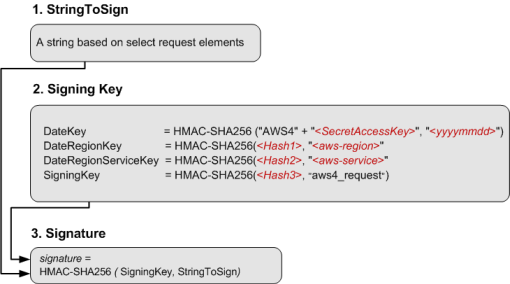 1. StringToSign
A string based on select request elements
2. Signing Key
DateKey = HMAC-SHA256 ("AWS4" + "<SecretAccessKey>", "<yyyymmdd>")
DateRegionKey = HMAC-SHA256(<Hash1>, "<aws-region>"
DateRegionServiceKey = HMAC-SHA256(<Hash2>, "<aws-service>"
SigningKey = HMAC-SHA256(<Hash3>, "aws4_request")
3. Signature
signature =
HMAC-SHA256 ( SigningKey, StringToSign)